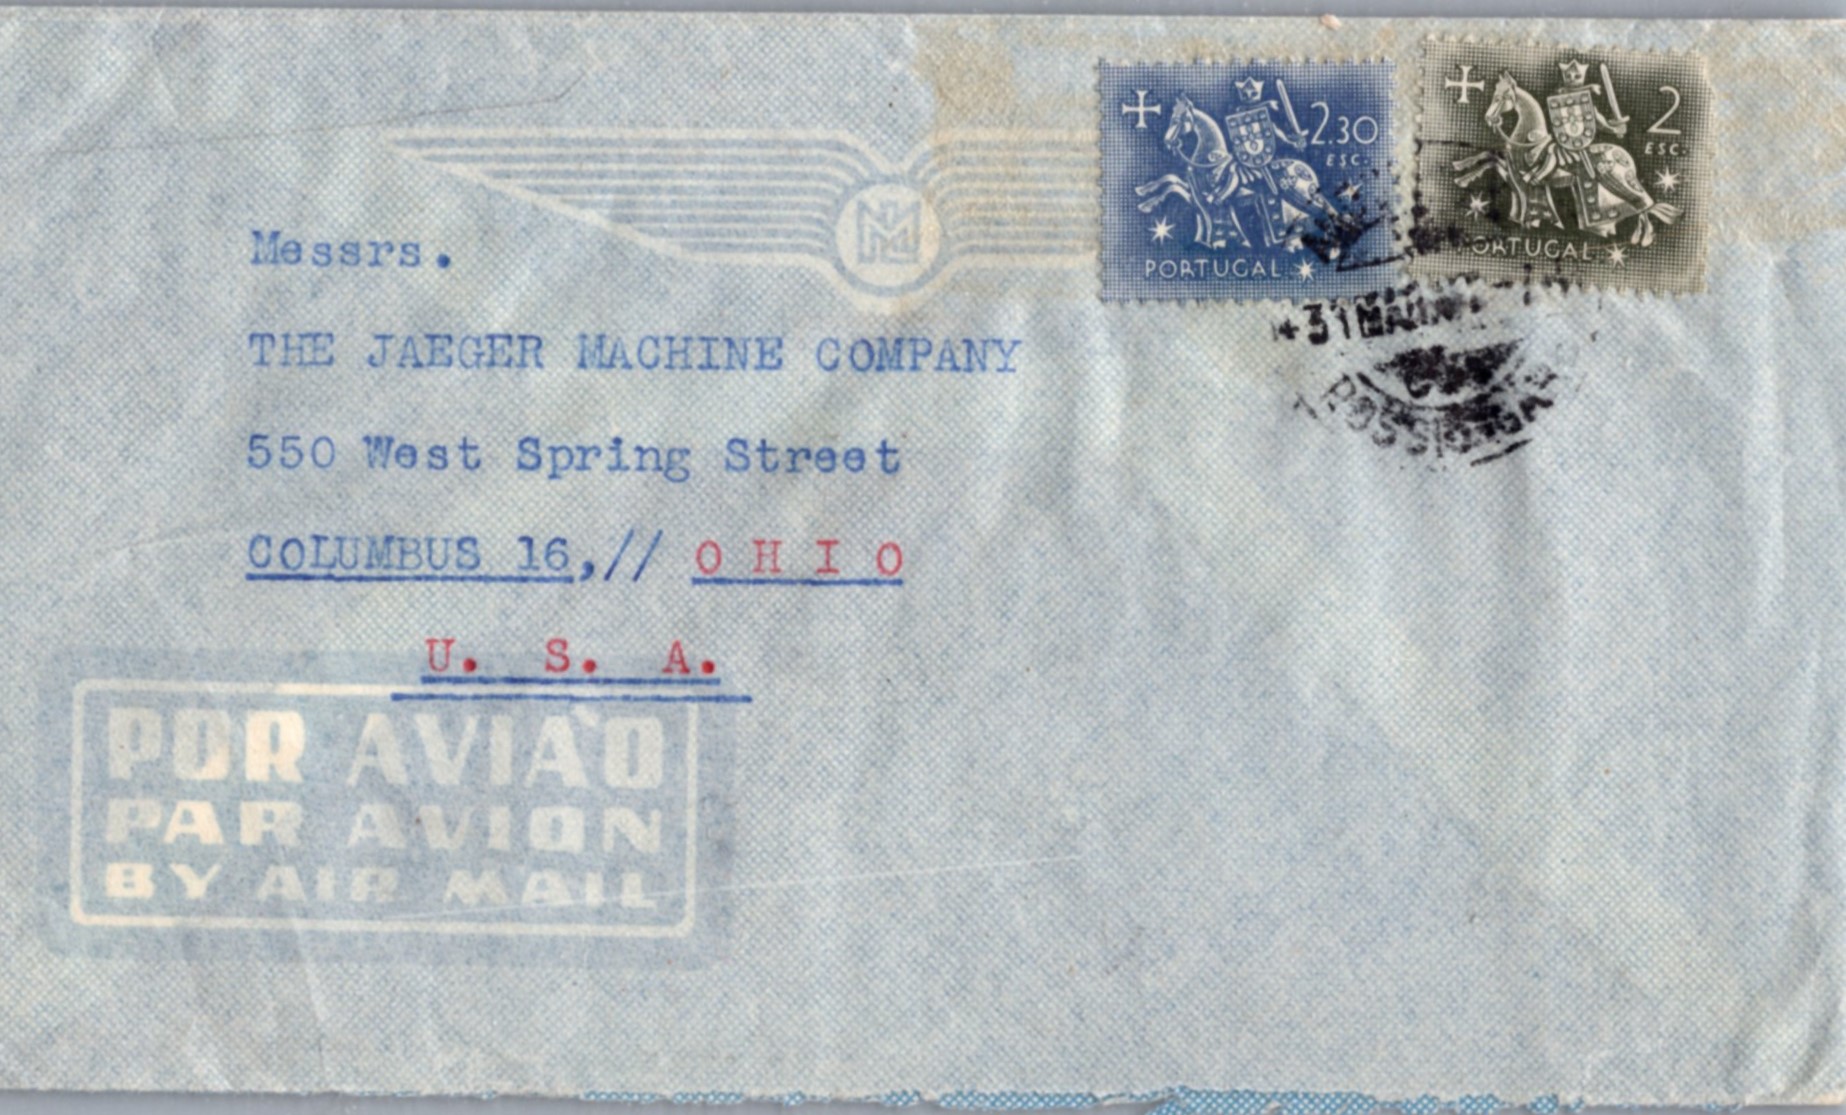 2.30
ESC.
PORTUGAL
2
ESC.
PORTUGAL
Messrs.
THE JAEGER MACHINE COMPANY
550 West Spring Street
COLUMBUS 16,// O H I O
U. S. A.
POR AVIÃO
PAR AVION
BY AIR MAIL